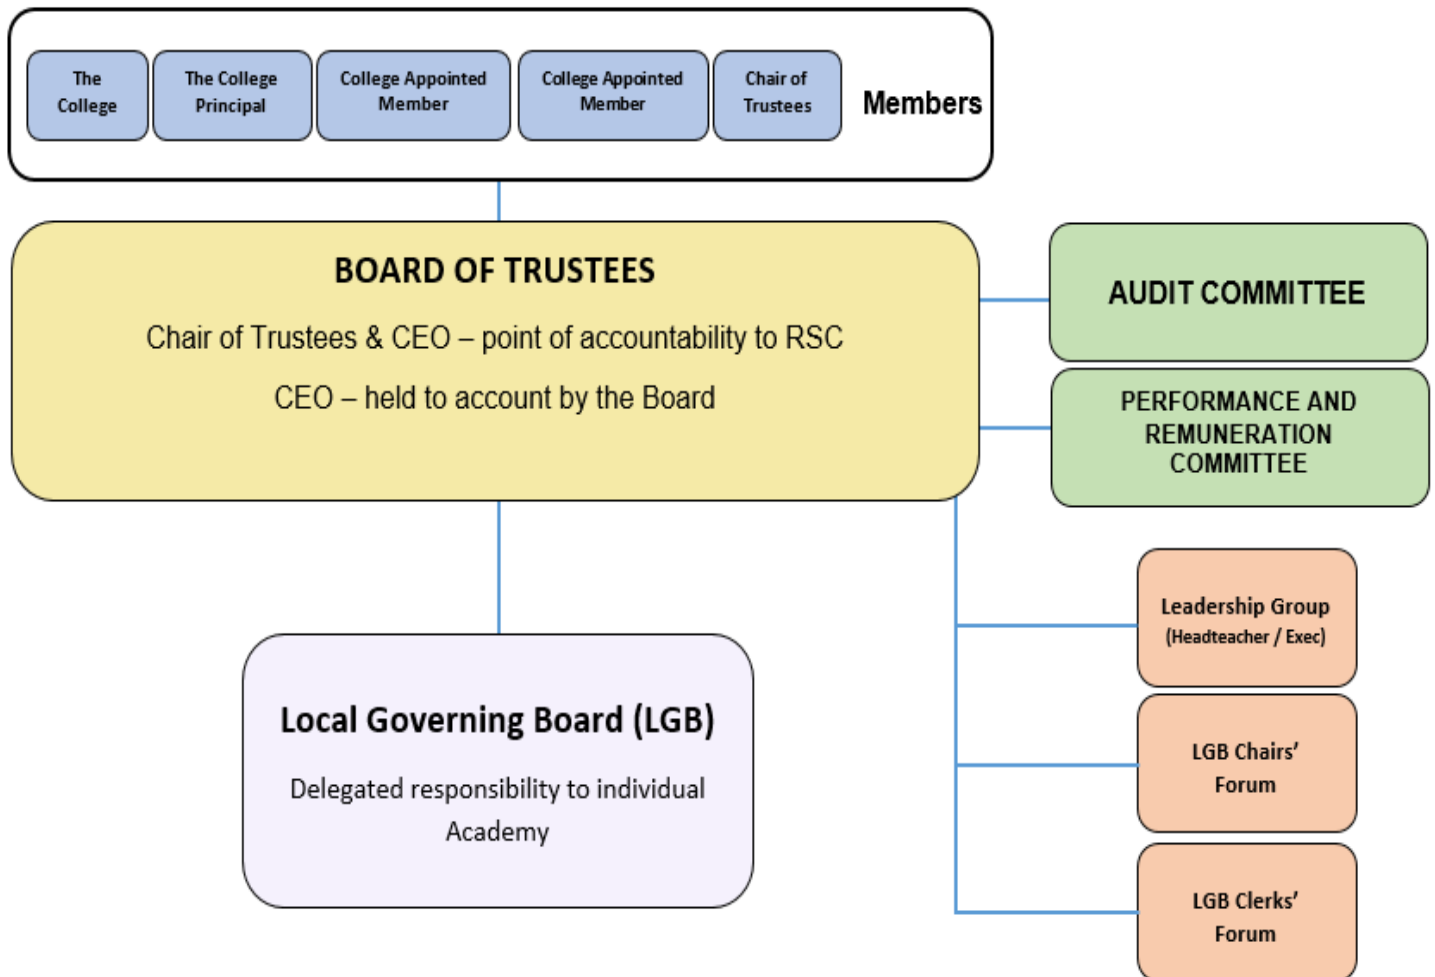 The
College
The College
Principal
College Appointed
Member
College Appointed
Member
Chair of
Trustees
Members
BOARD OF TRUSTEES
Chair of Trustees & CEO – point of accountability to RSC
CEO – held to account by the Board
AUDIT COMMITTEE
PERFORMANCE AND
REMUNERATION
COMMITTEE
Leadership Group
(Headteacher / Exec)
LGB Chairs’
Forum
LGB Clerks’
Forum
Local Governing Board (LGB)
Delegated responsibility to individual
Academy